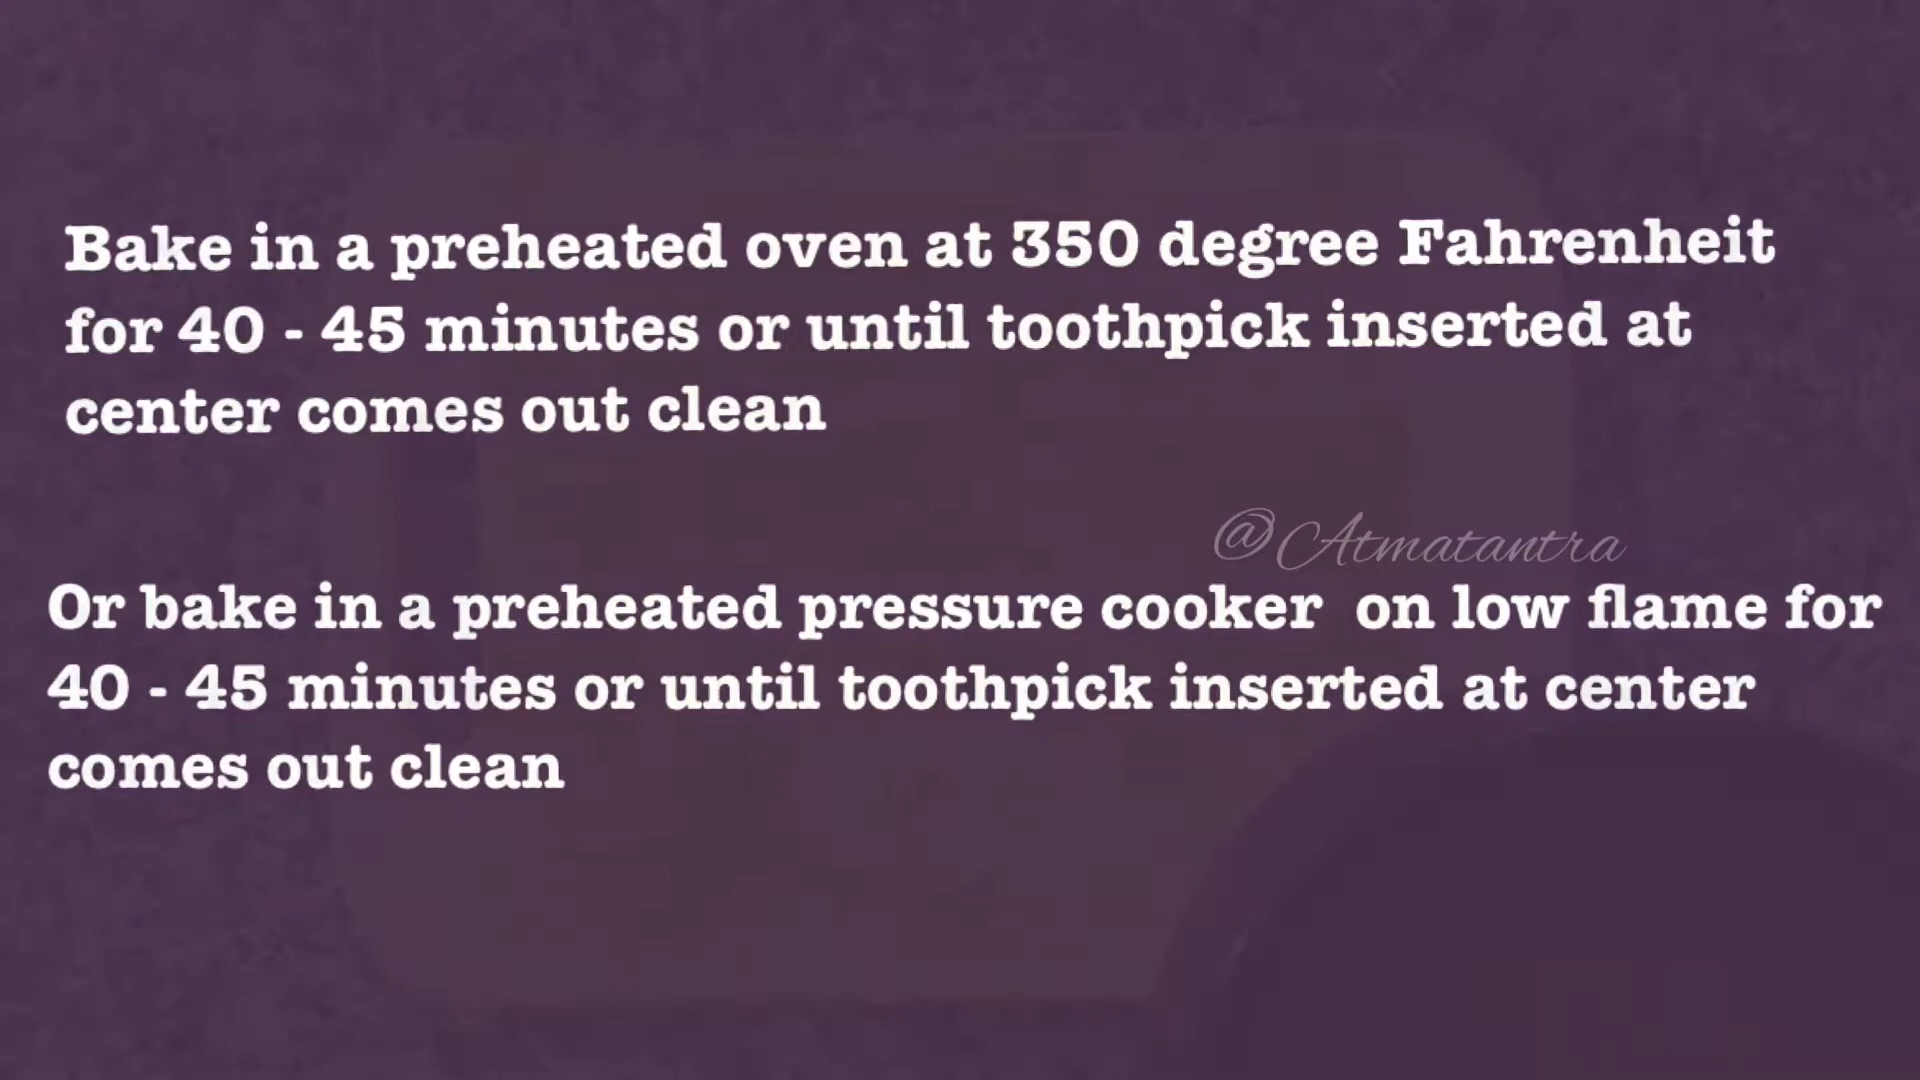 Bake in a preheated oven at 350 degree Fahrenheit
for 40 - 45 minutes or until toothpick inserted at
center comes out clean
@Atmatantra
Or bake in a preheated pressure cooker on low flame for
40 - 45 minutes or until toothpick inserted at center
comes out clean